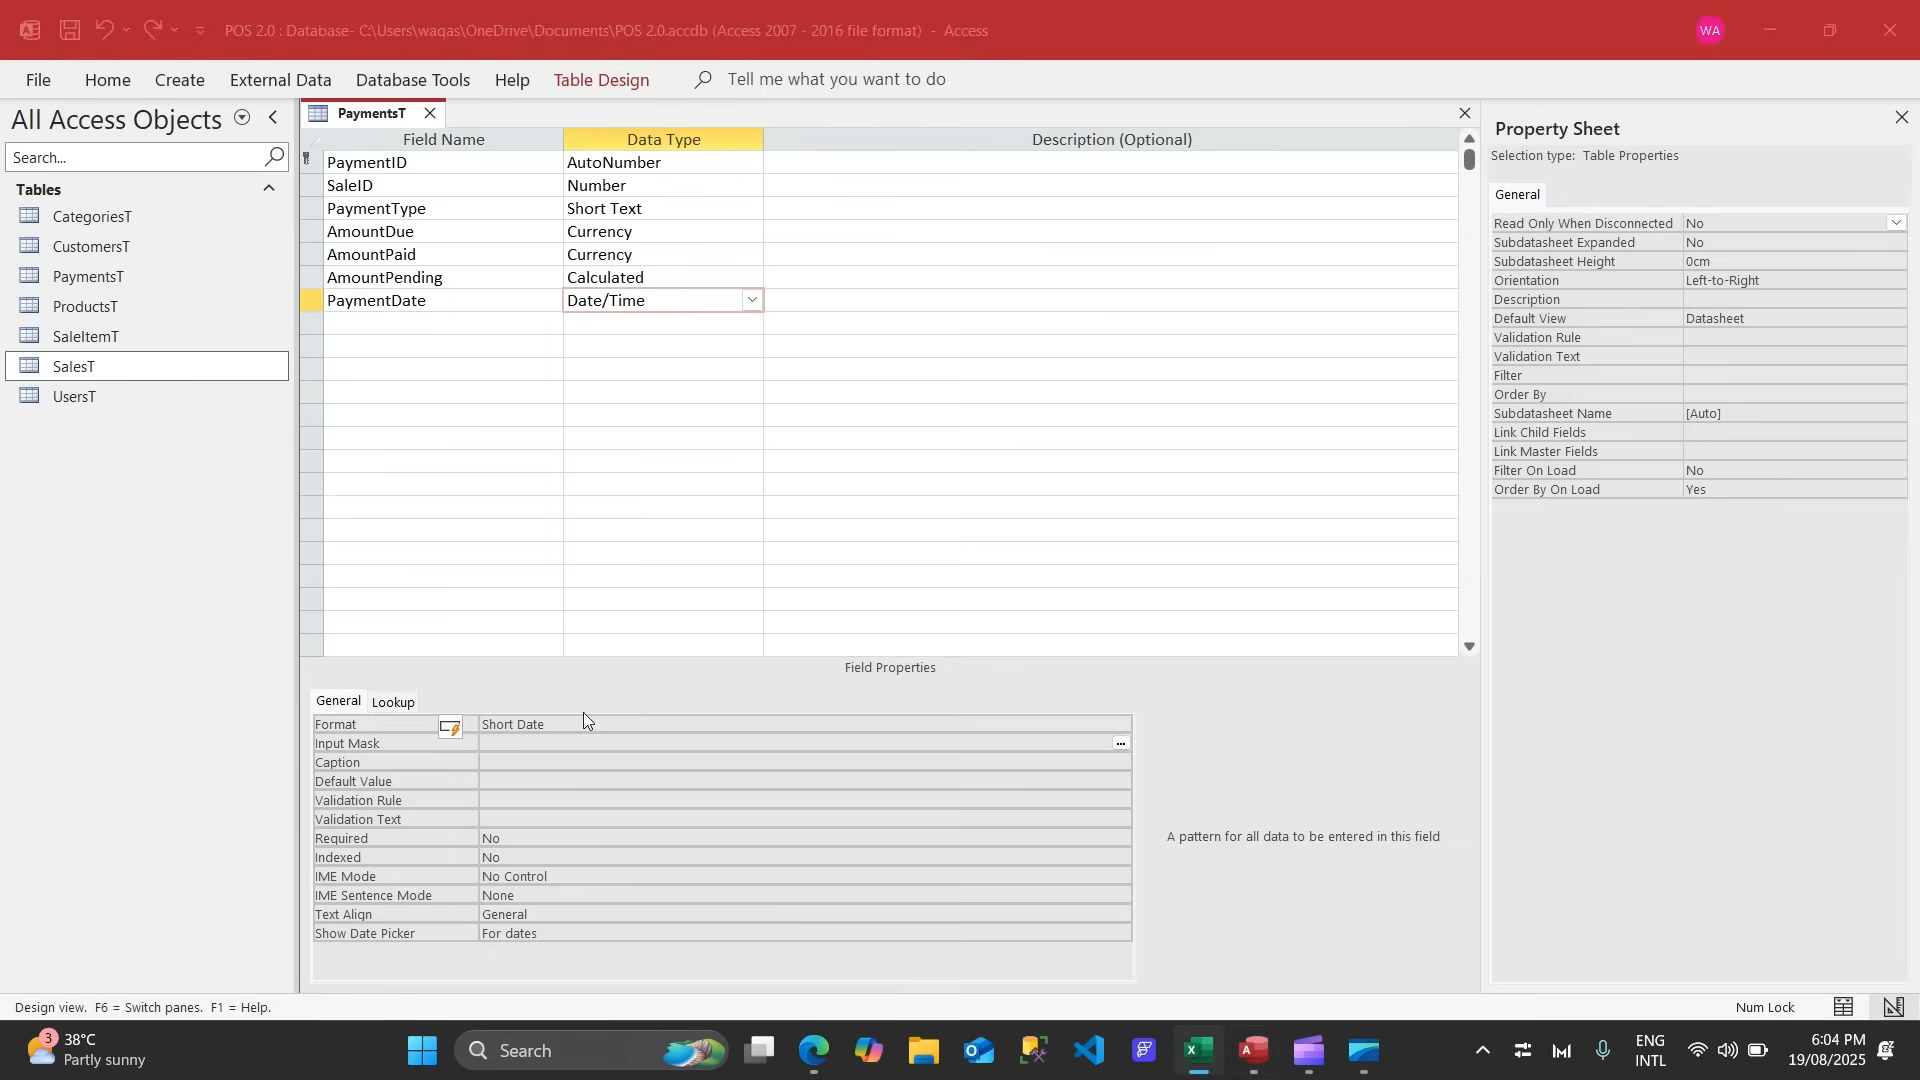 POS 2.0 : Database- C:\Users\waqas\OneDrive\Documents\POS 2.0.accdb (Access 2007 - 2016 file format) - Access
WA
File Home Create External Data Database Tools Help Table Design Tell me what you want to do
All Access Objects
Search...
Tables
CategoriesT
CustomersT
PaymentsT
ProductsT
SaleItemT
SalesT
UsersT
PaymentsT
Field Name Data Type Description (Optional)
PaymentID AutoNumber
SaleID Number
PaymentType Short Text
AmountDue Currency
AmountPaid Currency
AmountPending Calculated
PaymentDate Date/Time
Field Properties
General Lookup
Format Short Date
Input Mask ...
Caption
Default Value
Validation Rule
Validation Text
Required No
Indexed No
IME Mode No Control
IME Sentence Mode None
Text Align General
Show Date Picker For dates
A pattern for all data to be entered in this field
Property Sheet
Selection type: Table Properties
General
Read Only When Disconnected No
Subdatasheet Expanded No
Subdatasheet Height 0cm
Orientation Left-to-Right
Description
Default View Datasheet
Validation Rule
Validation Text
Filter
Order By
Subdatasheet Name [Auto]
Link Child Fields
Link Master Fields
Filter On Load No
Order By On Load Yes
Design view. F6 = Switch panes. F1 = Help.
Num Lock
3
38°C
Partly sunny
Search
ENG
INTL
6:04 PM
19/08/2025